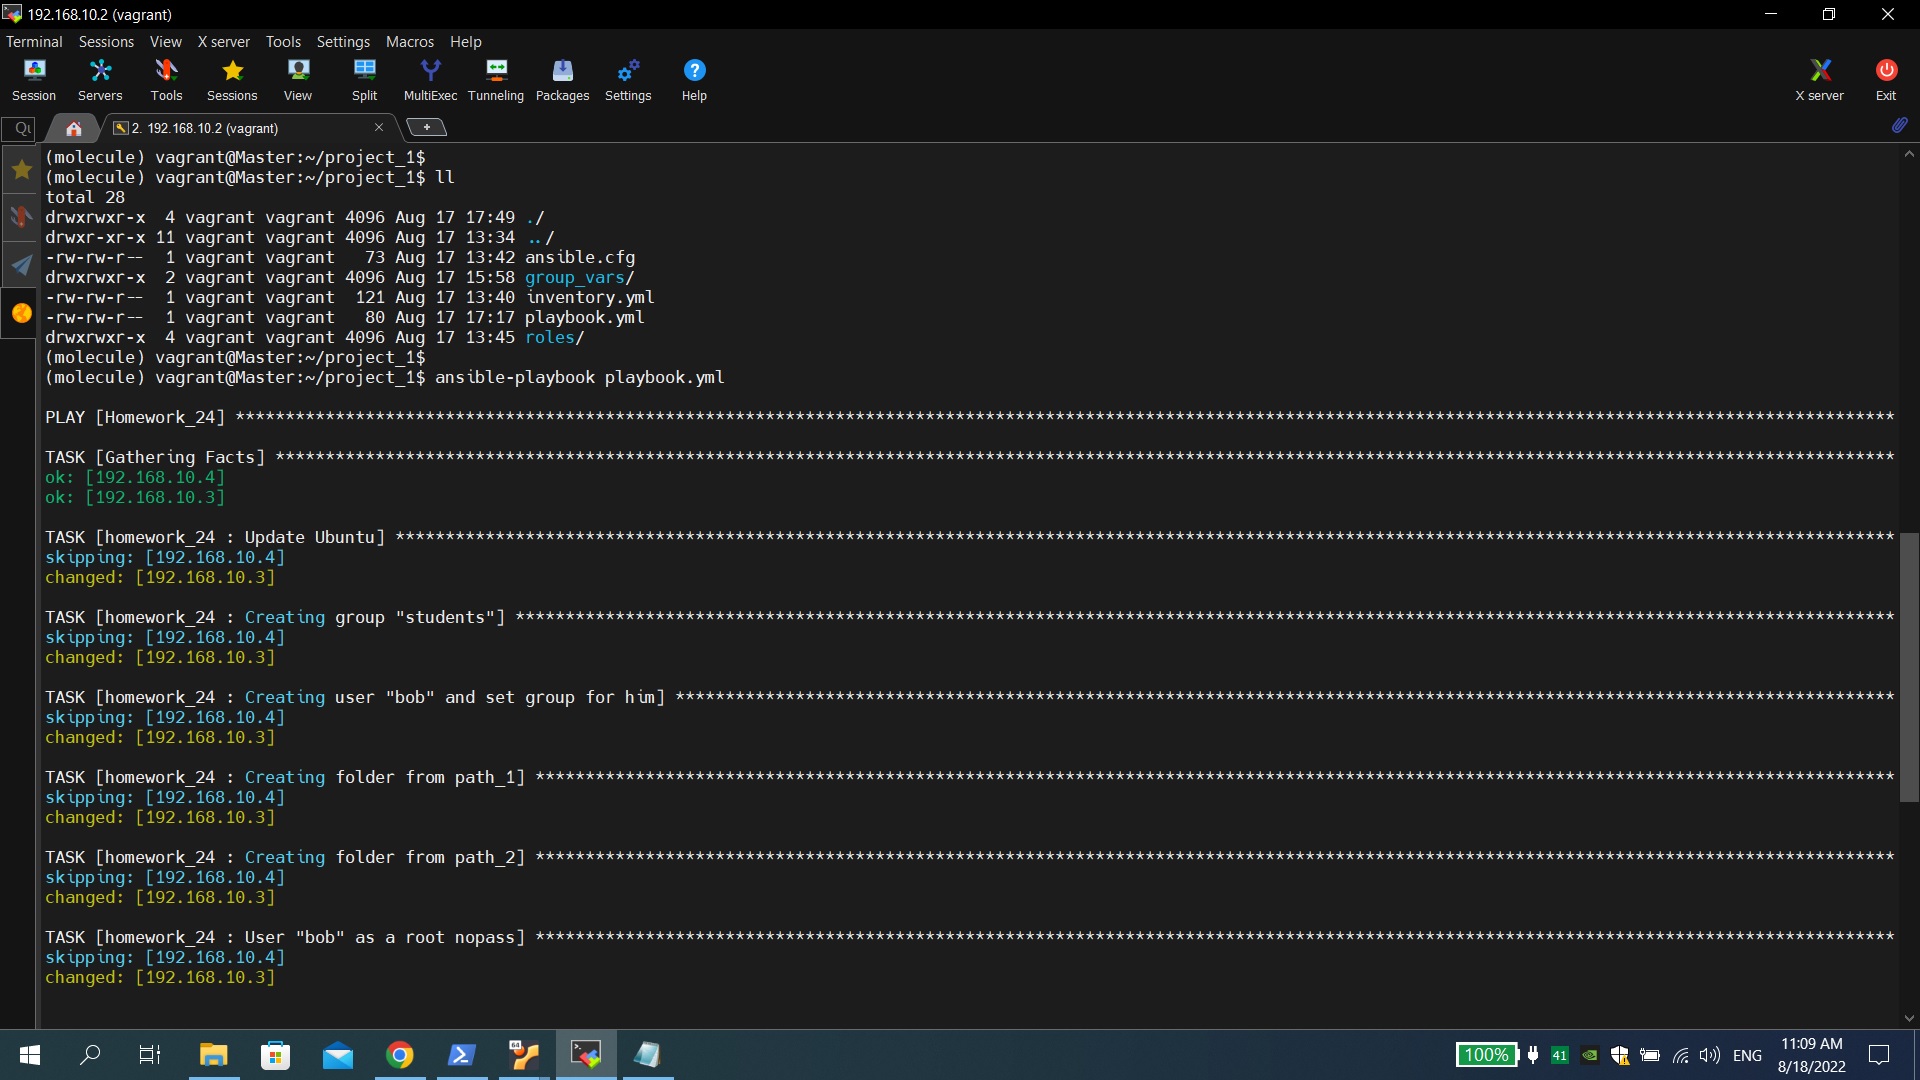 192.168.10.2 (vagrant)
Terminal Sessions View X server Tools Settings Macros Help
Session Servers Tools Sessions View Split MultiExec Tunneling Packages Settings Help X server Exit
2. 192.168.10.2 (vagrant)
(molecule) vagrant@Master:~/project_1$
(molecule) vagrant@Master:~/project_1$ ll
total 28
drwxrwxr-x  4 vagrant vagrant 4096 Aug 17 17:49 ./
drwxr-xr-x 11 vagrant vagrant 4096 Aug 17 13:34 ../
-rw-rw-r--  1 vagrant vagrant   73 Aug 17 13:42 ansible.cfg
drwxrwxr-x  2 vagrant vagrant 4096 Aug 17 15:58 group_vars/
-rw-rw-r--  1 vagrant vagrant  121 Aug 17 13:40 inventory.yml
-rw-rw-r--  1 vagrant vagrant   80 Aug 17 17:17 playbook.yml
drwxrwxr-x  4 vagrant vagrant 4096 Aug 17 13:45 roles/
(molecule) vagrant@Master:~/project_1$
(molecule) vagrant@Master:~/project_1$ ansible-playbook playbook.yml
PLAY [Homework_24] **********************************************************************************************************************************************************************
TASK [Gathering Facts] ******************************************************************************************************************************************************************
ok: [192.168.10.4]
ok: [192.168.10.3]
TASK [homework_24 : Update Ubuntu] ******************************************************************************************************************************************************
skipping: [192.168.10.4]
changed: [192.168.10.3]
TASK [homework_24 : Creating group "students"] ******************************************************************************************************************************************
skipping: [192.168.10.4]
changed: [192.168.10.3]
TASK [homework_24 : Creating user "bob" and set group for him] **************************************************************************************************************************
skipping: [192.168.10.4]
changed: [192.168.10.3]
TASK [homework_24 : Creating folder from path_1] ****************************************************************************************************************************************
skipping: [192.168.10.4]
changed: [192.168.10.3]
TASK [homework_24 : Creating folder from path_2] ****************************************************************************************************************************************
skipping: [192.168.10.4]
changed: [192.168.10.3]
TASK [homework_24 : User "bob" as a root nopass] ****************************************************************************************************************************************
skipping: [192.168.10.4]
changed: [192.168.10.3]
64
100% 41 ENG 11:09 AM
8/18/2022